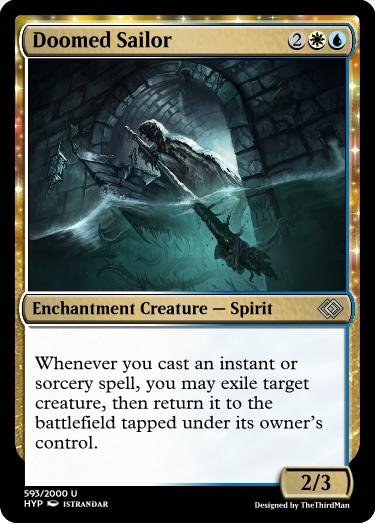 Doomed Sailor 2
Enchantment Creature — Spirit
Whenever you cast an instant or
sorcery spell, you may exile target
creature, then return it to the
battlefield tapped under its owner's
control.
2/3
593/2000 U
HYP ISTRANDAR
Designed by TheThirdMan